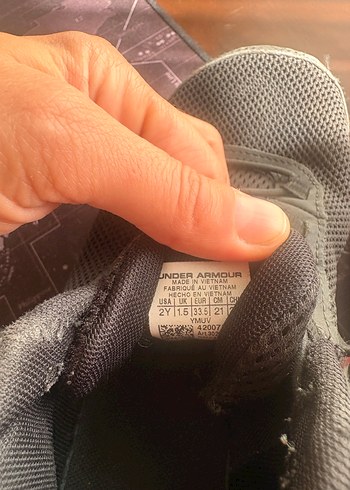 UNDER ARMOUR
MADE IN VIETNAM
FABRIQUÉ AU VIETNAM
HECHO EN VIETNAM
USA UK EUR CM
2Y 1.5 33.5 21
YMUV